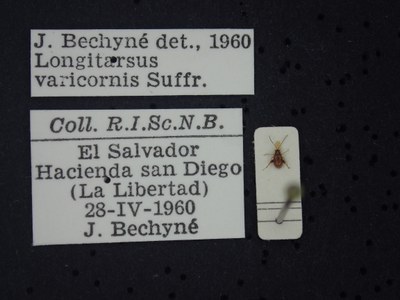 J. Bechyné det., 1960
Longitarsus
varicornis Suffr.
Coll. R.I.Sc.N.B.
El Salvador
Hacienda san Diego
(La Libertad)
28-IV-1960
J. Bechyné